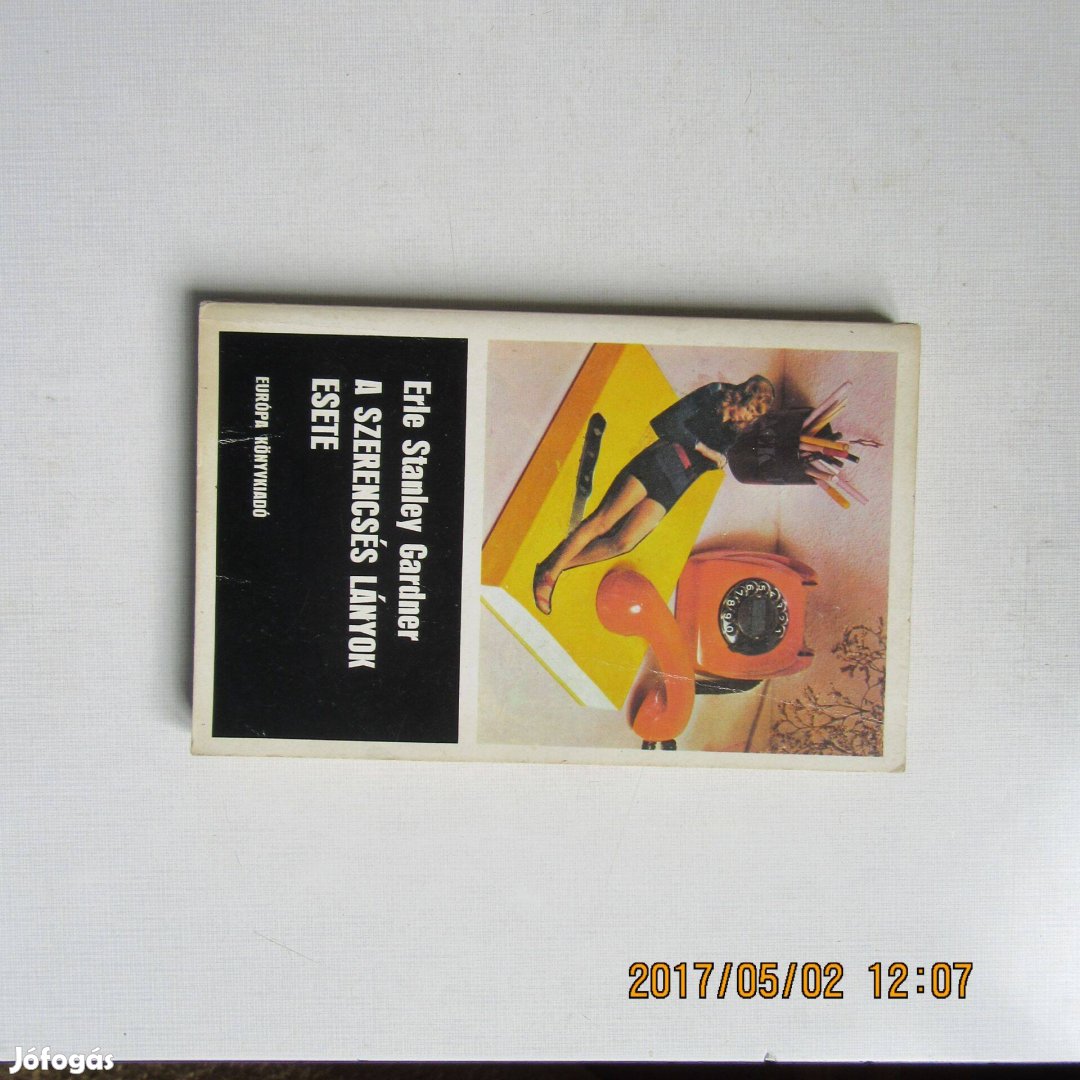 Erle Stanley Gardner
A SZERENCSÉS LÁNYOK
ESETE
EURÓPA KÖNYVKIADÓ
2017/05/02 12:07
Jófogás